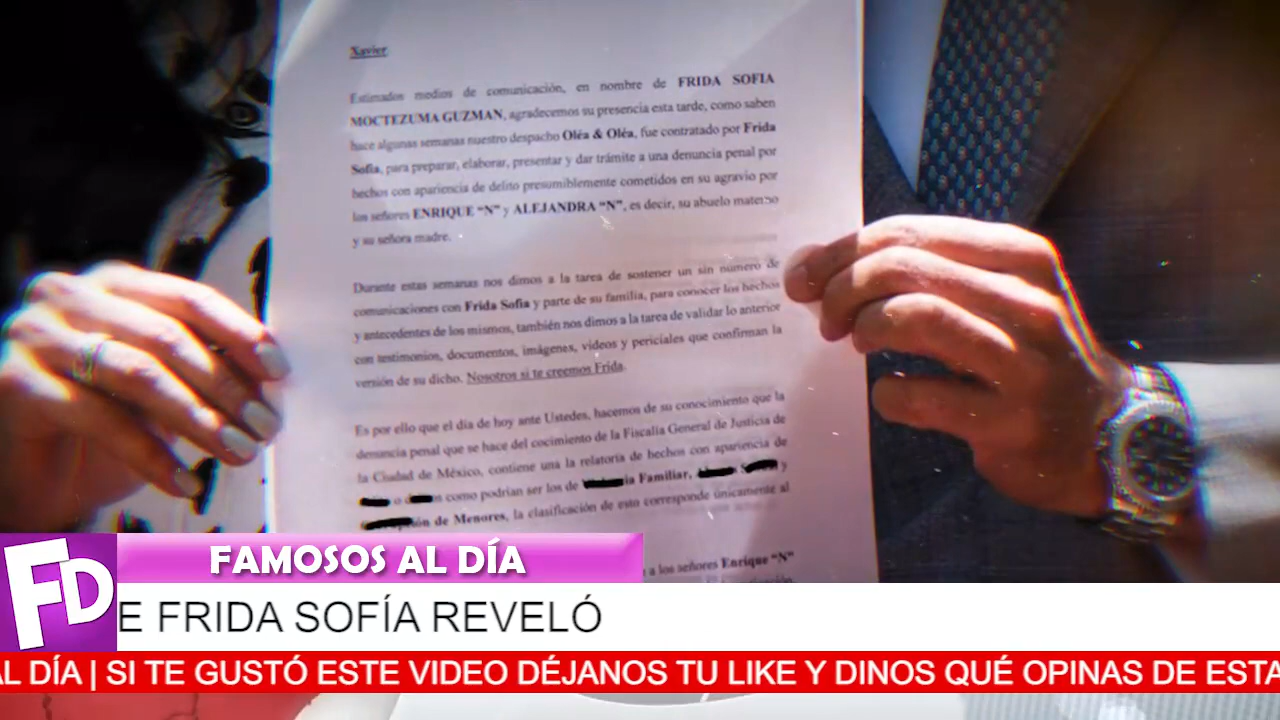 Xavier
Estimados medios de comunicación, en nombre de FRIDA SOFIA
MOCTEZUMA GUZMAN, agradecemos su presencia esta tarde, como saben
hace algunas semanas nuestro despacho Oléa & Oléa, fue contratado por Frida
Sofia, para preparar, elaborar, presentar y dar trámite a una denuncia penal por
hechos con apariencia de delito presumiblemente cometidos en su agravio por
los señores ENRIQUE “N” y ALEJANDRA “N”, es decir, su abuelo materno
y su señora madre.
Durante estas semanas nos dimos a la tarea de sostener un sin numero de
comunicaciones con Frida Sofia y parte de su familia, para conocer los hechos
y antecedentes de los mismos, también nos dimos a la tarea de validar lo anterior
con testimonios, documentos, imágenes, videos y periciales que confirman la
versión de su dicho. Nosotros si te creemos Frida.
Es por ello que el día de hoy ante Ustedes, hacemos de su conocimiento que la
denuncia penal que se hace del cocimiento de la Fiscalía General de Justicia de
la Ciudad de México, contiene una la relatoria de hechos con apariencia de
o como podrían ser los de Familiar, y
de Menores, la clasificación de esto corresponde únicamente al
a los señores Enrique “N”
FD
FAMOSOS AL DÍA
E FRIDA SOFÍA REVELÓ
AL DÍA | SI TE GUSTÓ ESTE VIDEO DÉJANOS TU LIKE Y DINOS QUÉ OPINAS DE ESTA